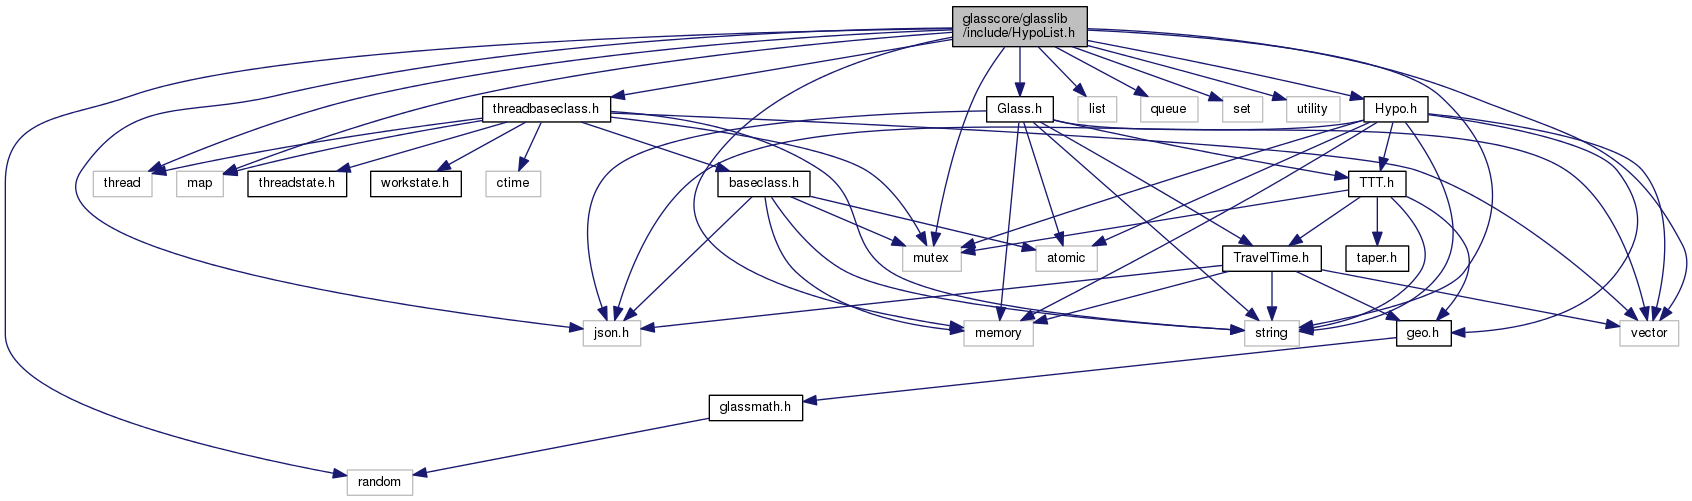 glasscore/glasslib
/include/HypoList.h
threadbaseclass.h
Glass.h
list
queue
set
utility
Hypo.h
thread
map
threadstate.h
workstate.h
ctime
baseclass.h
TTT.h
mutex
atomic
TravelTime.h
taper.h
json.h
memory
string
geo.h
vector
glassmath.h
random